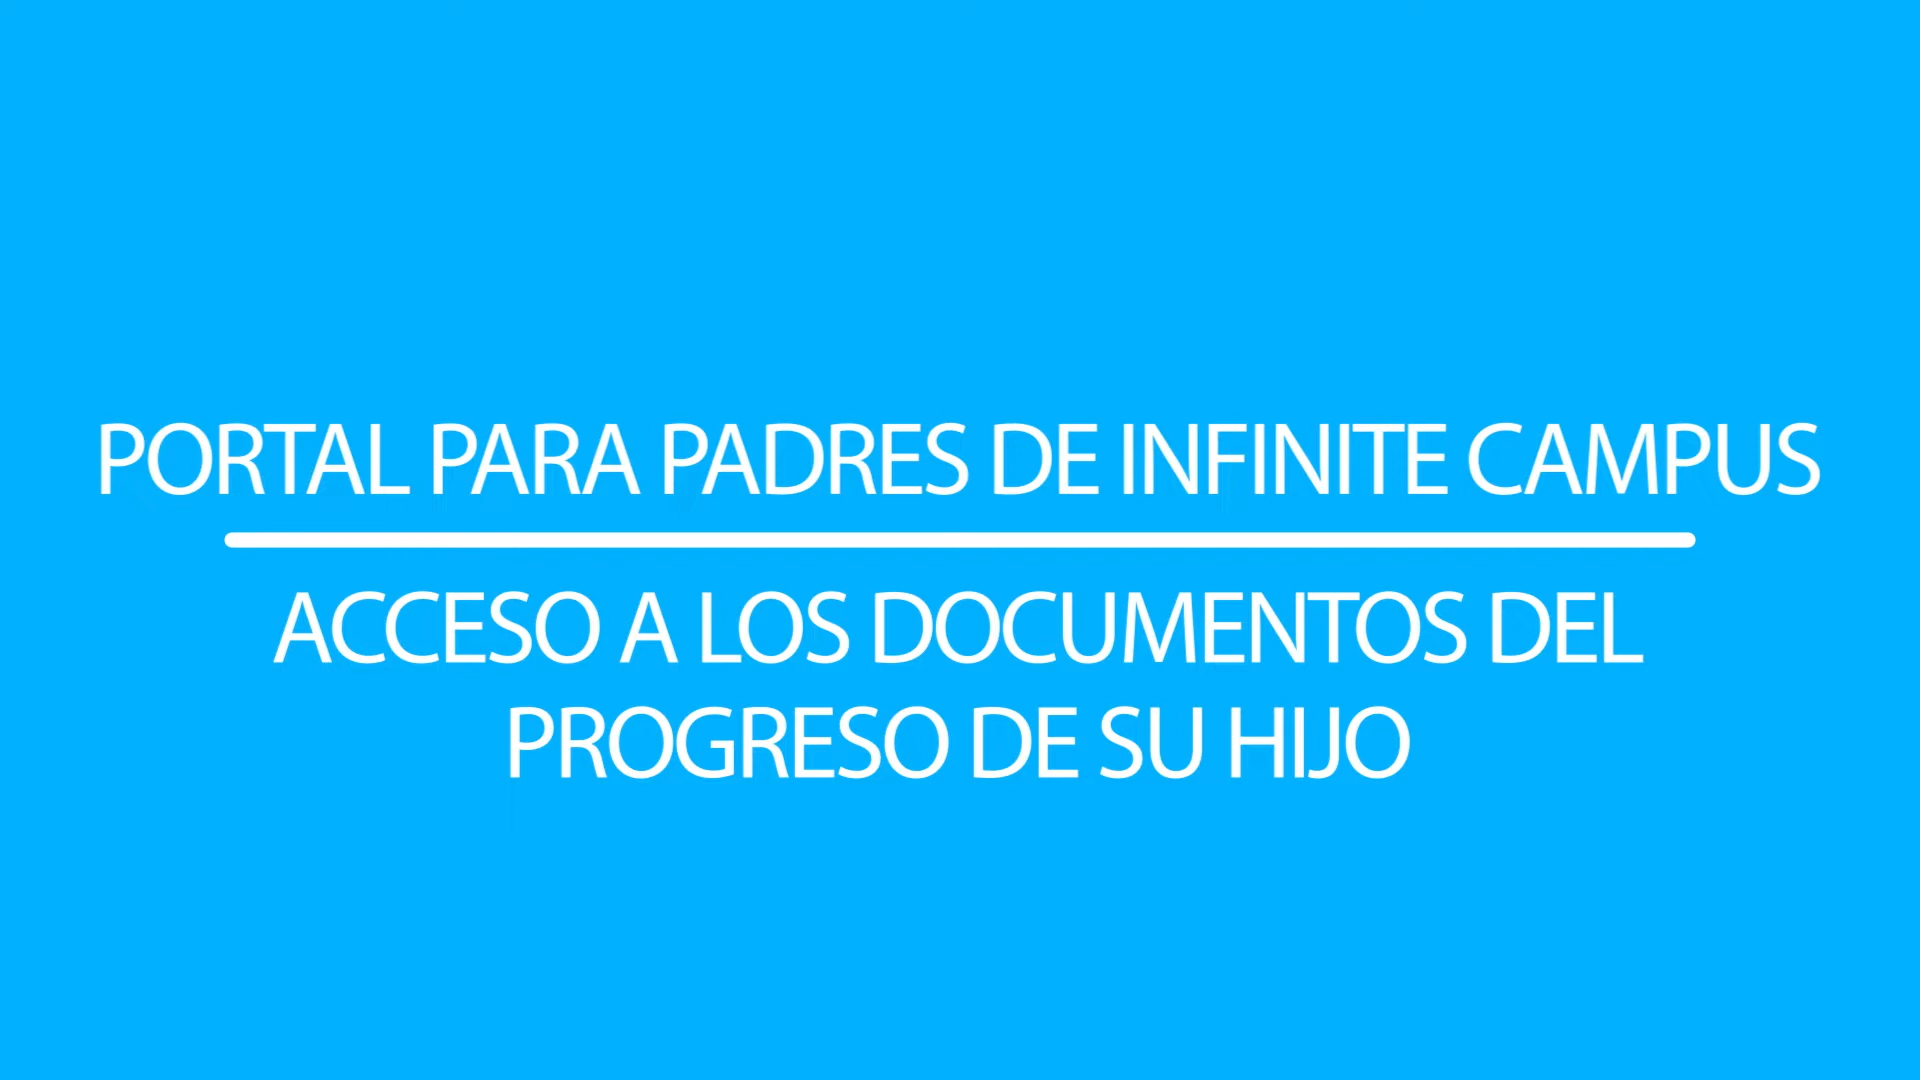 PORTAL PARA PADRES DE INFINITE CAMPUS
ACCESO A LOS DOCUMENTOS DEL
PROGRESO DE SU HIJO